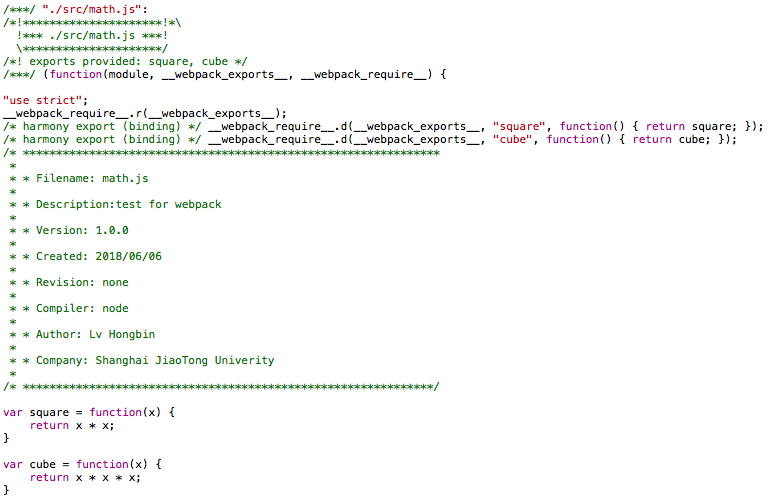 /***/ "./src/math.js":
/*!*********************!*\
  !*** ./src/math.js ***!
  \*********************/
/*! exports provided: square, cube */
/***/ (function(module, __webpack_exports__, __webpack_require__) {

"use strict";
__webpack_require__.r(__webpack_exports__);
/* harmony export (binding) */ __webpack_require__.d(__webpack_exports__, "square", function() { return square; });
/* harmony export (binding) */ __webpack_require__.d(__webpack_exports__, "cube", function() { return cube; });
/* ***************************************************************
 *
 * * Filename: math.js
 *
 * * Description:test for webpack
 *
 * * Version: 1.0.0
 *
 * * Created: 2018/06/06
 *
 * * Revision: none
 *
 * * Compiler: node
 *
 * * Author: Lv Hongbin
 *
 * * Company: Shanghai JiaoTong Univerity
 *
/* **************************************************************/

var square = function(x) {
    return x * x;
}

var cube = function(x) {
    return x * x * x;
}